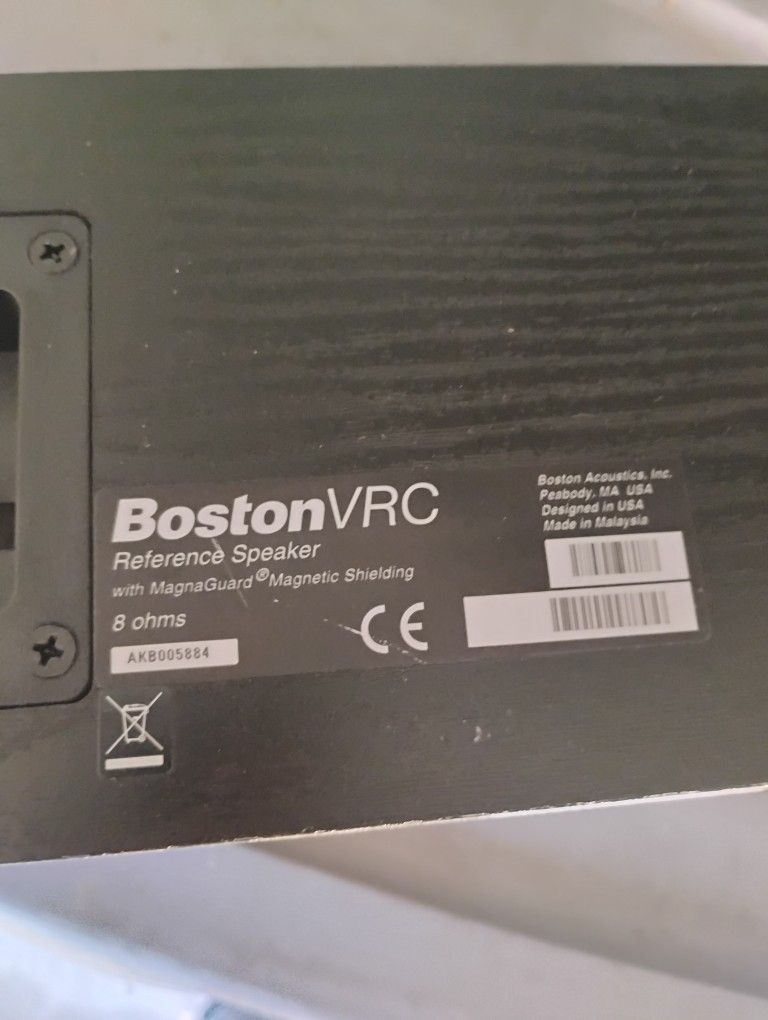 BostonVRC
Reference Speaker
with MagnaGuard® Magnetic Shielding
8 ohms
AKB005884
CE
Boston Acoustics, Inc.
Peabody, MA USA
Designed in USA
Made in Malaysia